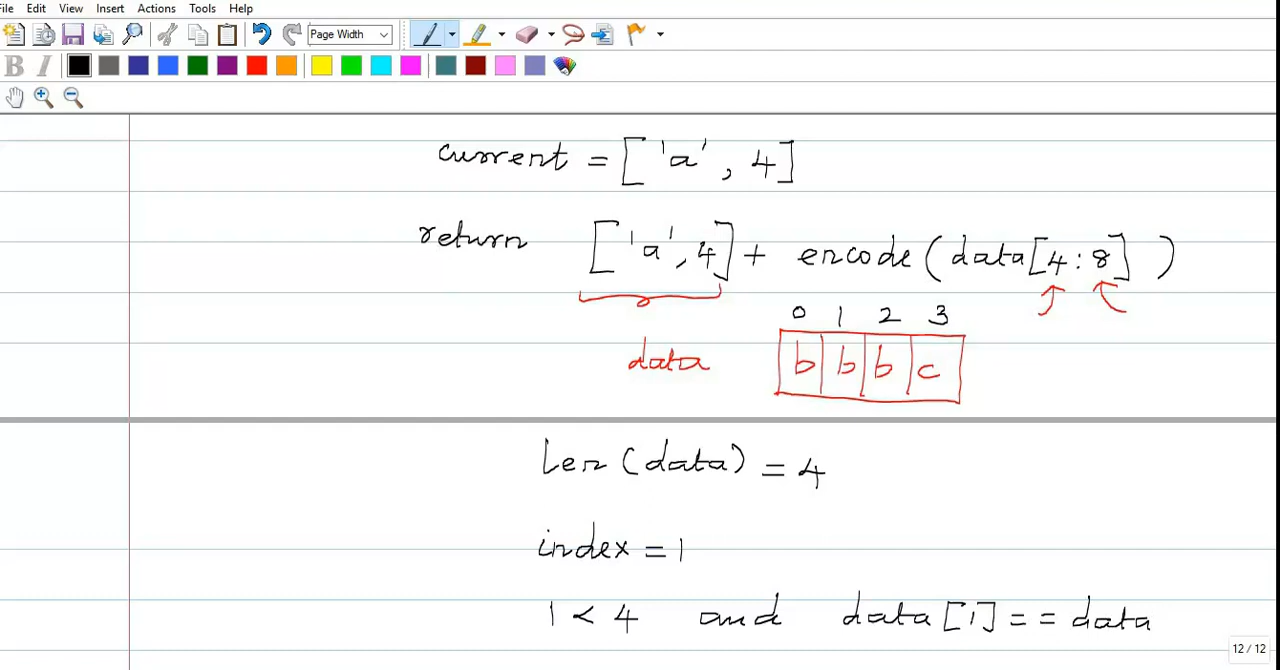 File Edit View Insert Actions Tools Help
Page Width
B I
current = ['a', 4]
return ['a', 4] + encode(data[4:8])
0 1 2 3
data b b b c
len(data) = 4
index = 1
1 < 4 and data[1] == data
12 / 12